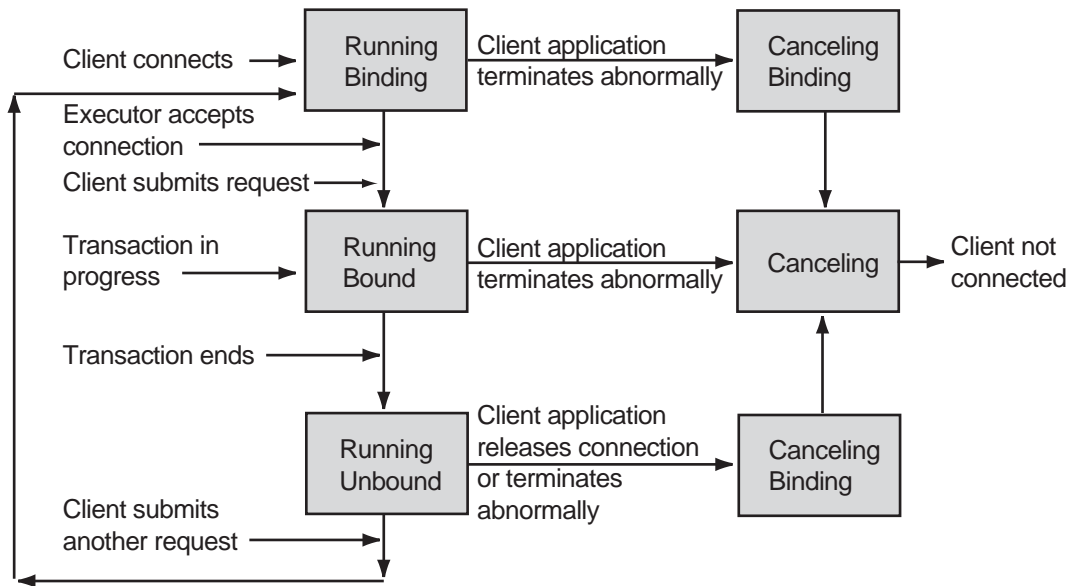 Client connects
Running
Binding
Client application
terminates abnormally
Canceling
Binding
Executor accepts
connection
Client submits request
Transaction in
progress
Running
Bound
Client application
terminates abnormally
Canceling
Client not
connected
Transaction ends
Running
Unbound
Client application
releases connection
or terminates
abnormally
Canceling
Binding
Client submits
another request